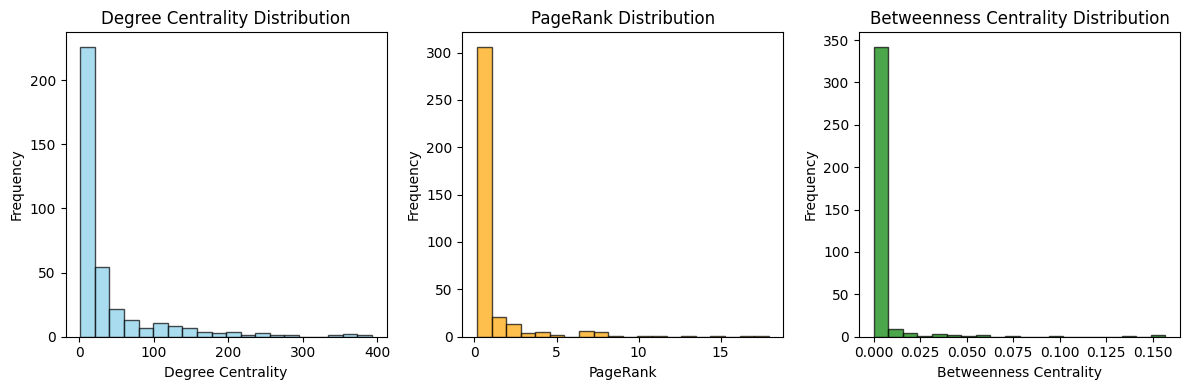 Degree Centrality Distribution
Frequency
200
150
100
50
0
0 100 200 300 400
Degree Centrality
PageRank Distribution
Frequency
300
250
200
150
100
50
0
0 5 10 15
PageRank
Betweenness Centrality Distribution
Frequency
350
300
250
200
150
100
50
0
0.000 0.025 0.050 0.075 0.100 0.125 0.150
Betweenness Centrality